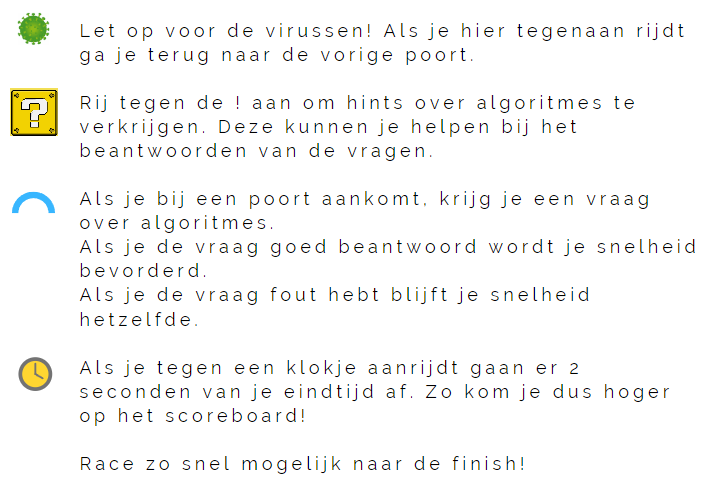 Let op voor de virussen! Als je hier tegenaan rijdt
ga je terug naar de vorige poort.
?
Rij tegen de ! aan om hints over algoritmes te
verkrijgen. Deze kunnen je helpen bij het
beantwoorden van de vragen.
Als je bij een poort aankomt, krijg je een vraag
over algoritmes.
Als je de vraag goed beantwoord wordt je snelheid
bevorderd.
Als je de vraag fout hebt blijft je snelheid
hetzelfde.
Als je tegen een klokje aanrijdt gaan er 2
seconden van je eindtijd af. Zo kom je dus hoger
op het scoreboard!
Race zo snel mogelijk naar de finish!